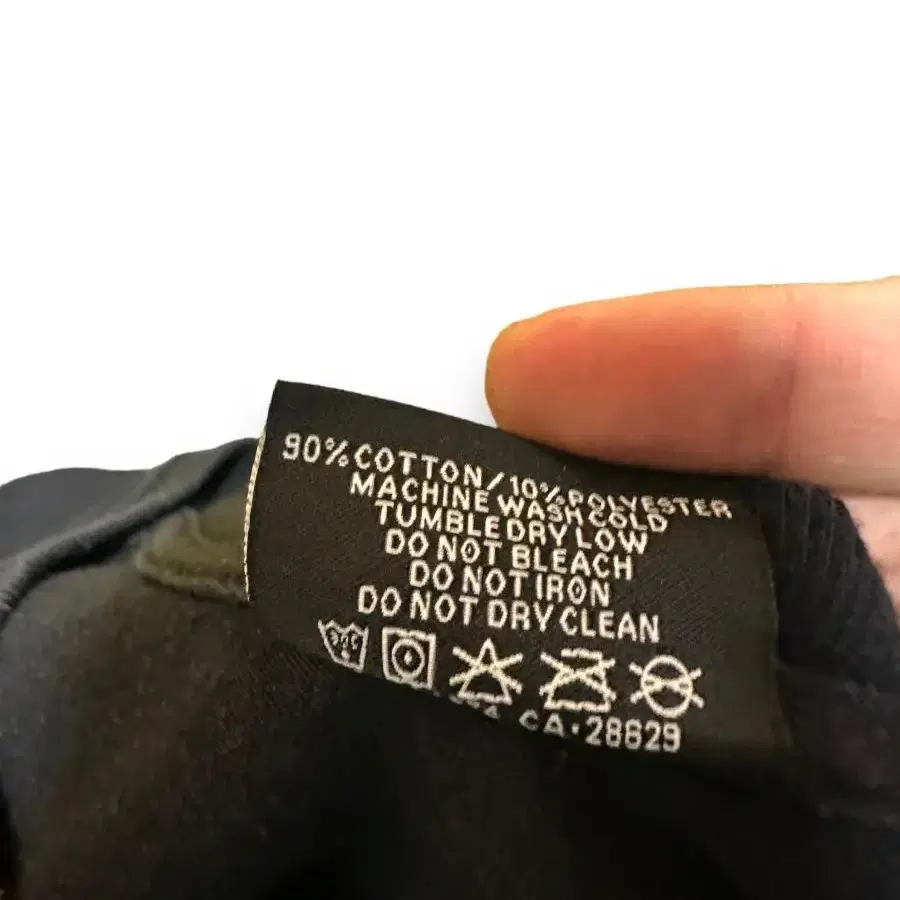 90% COTTON/10% POLYESTER
MACHINE WASH COLD
TUMBLE DRY LOW
DO NOT BLEACH
DO NOT IRON
DO NOT DRY CLEAN
CA•28629